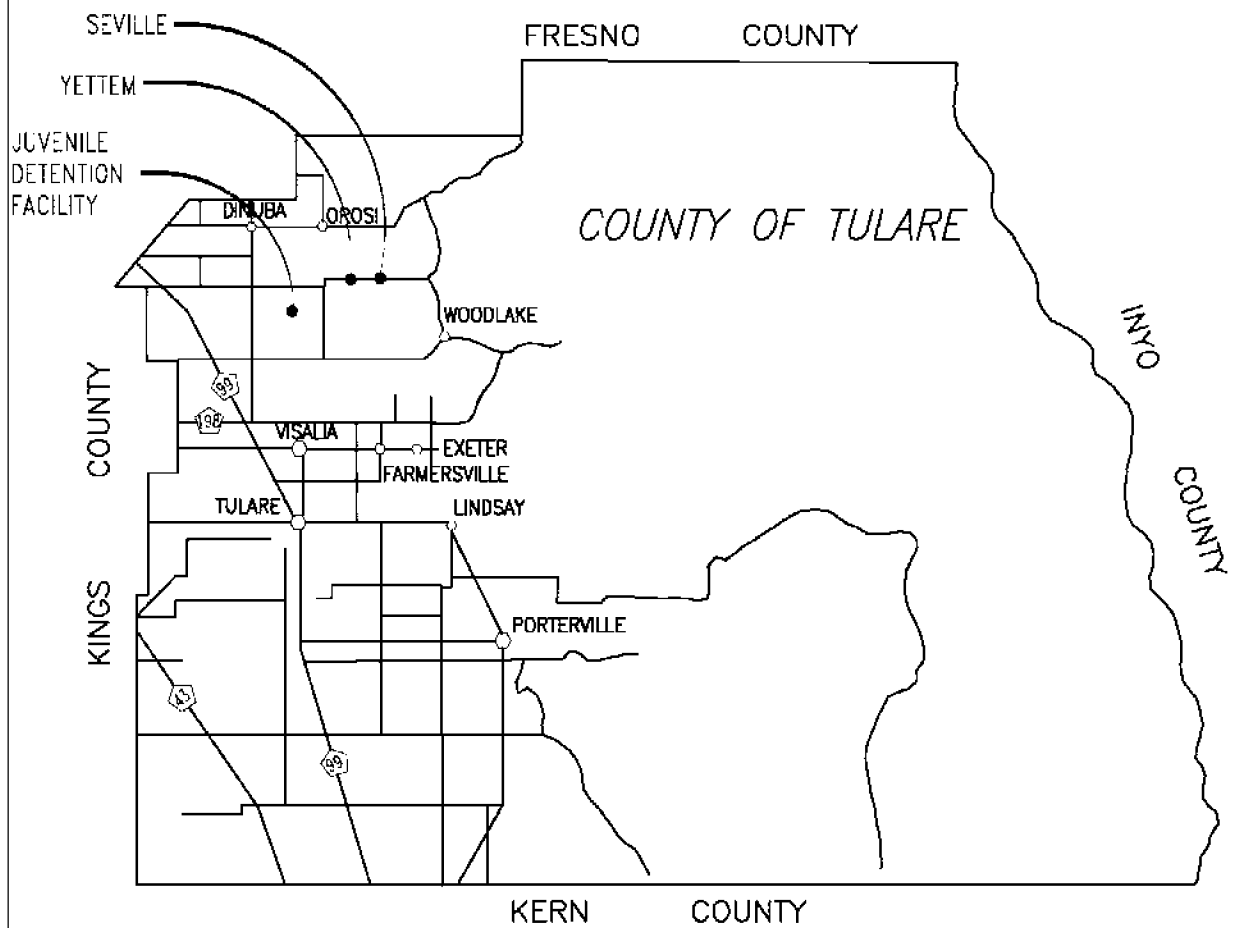 SEVILLE
FRESNO COUNTY
YETTEM
JUVENILE
DETENTION
FACILITY
DINUBA
OROSI
COUNTY OF TULARE
WOODLAKE
INYO
COUNTY
KINGS COUNTY
99
198
VISALIA
EXETER
FARMERSVILLE
TULARE
LINDSAY
PORTERVILLE
43
99
KERN COUNTY